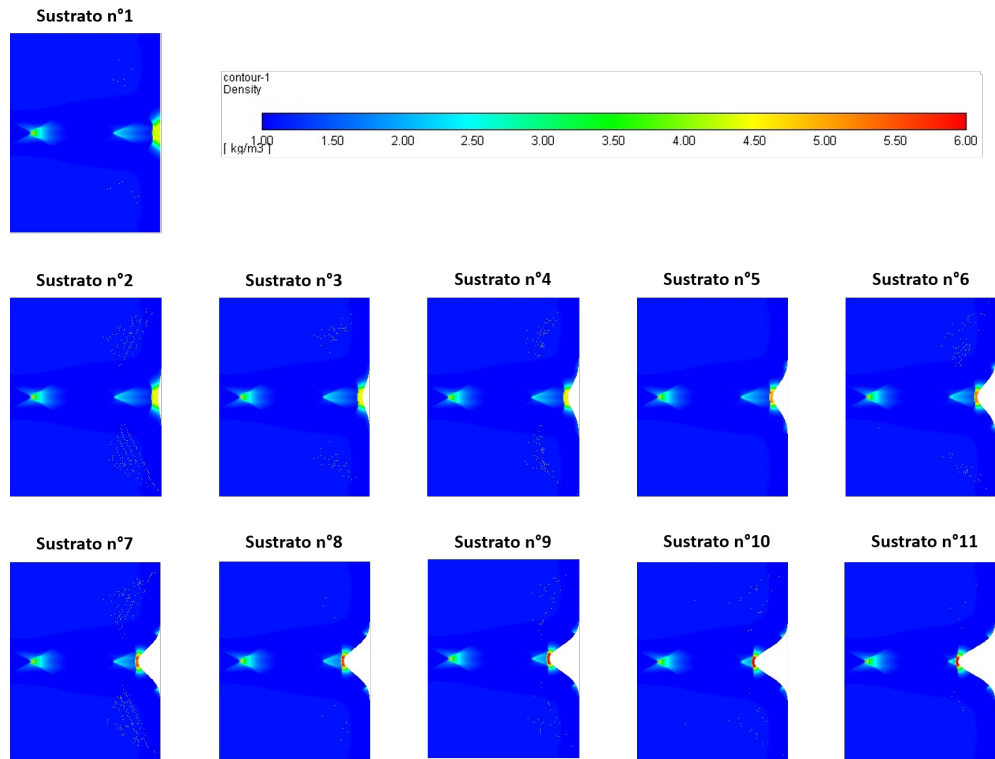 Sustrato n°1
contour-1
Density
1.00 1.50 2.00 2.50 3.00 3.50 4.00 4.50 5.00 5.50 6.00
[ kg/m3 ]
Sustrato n°2 Sustrato n°3 Sustrato n°4 Sustrato n°5 Sustrato n°6
Sustrato n°7 Sustrato n°8 Sustrato n°9 Sustrato n°10 Sustrato n°11